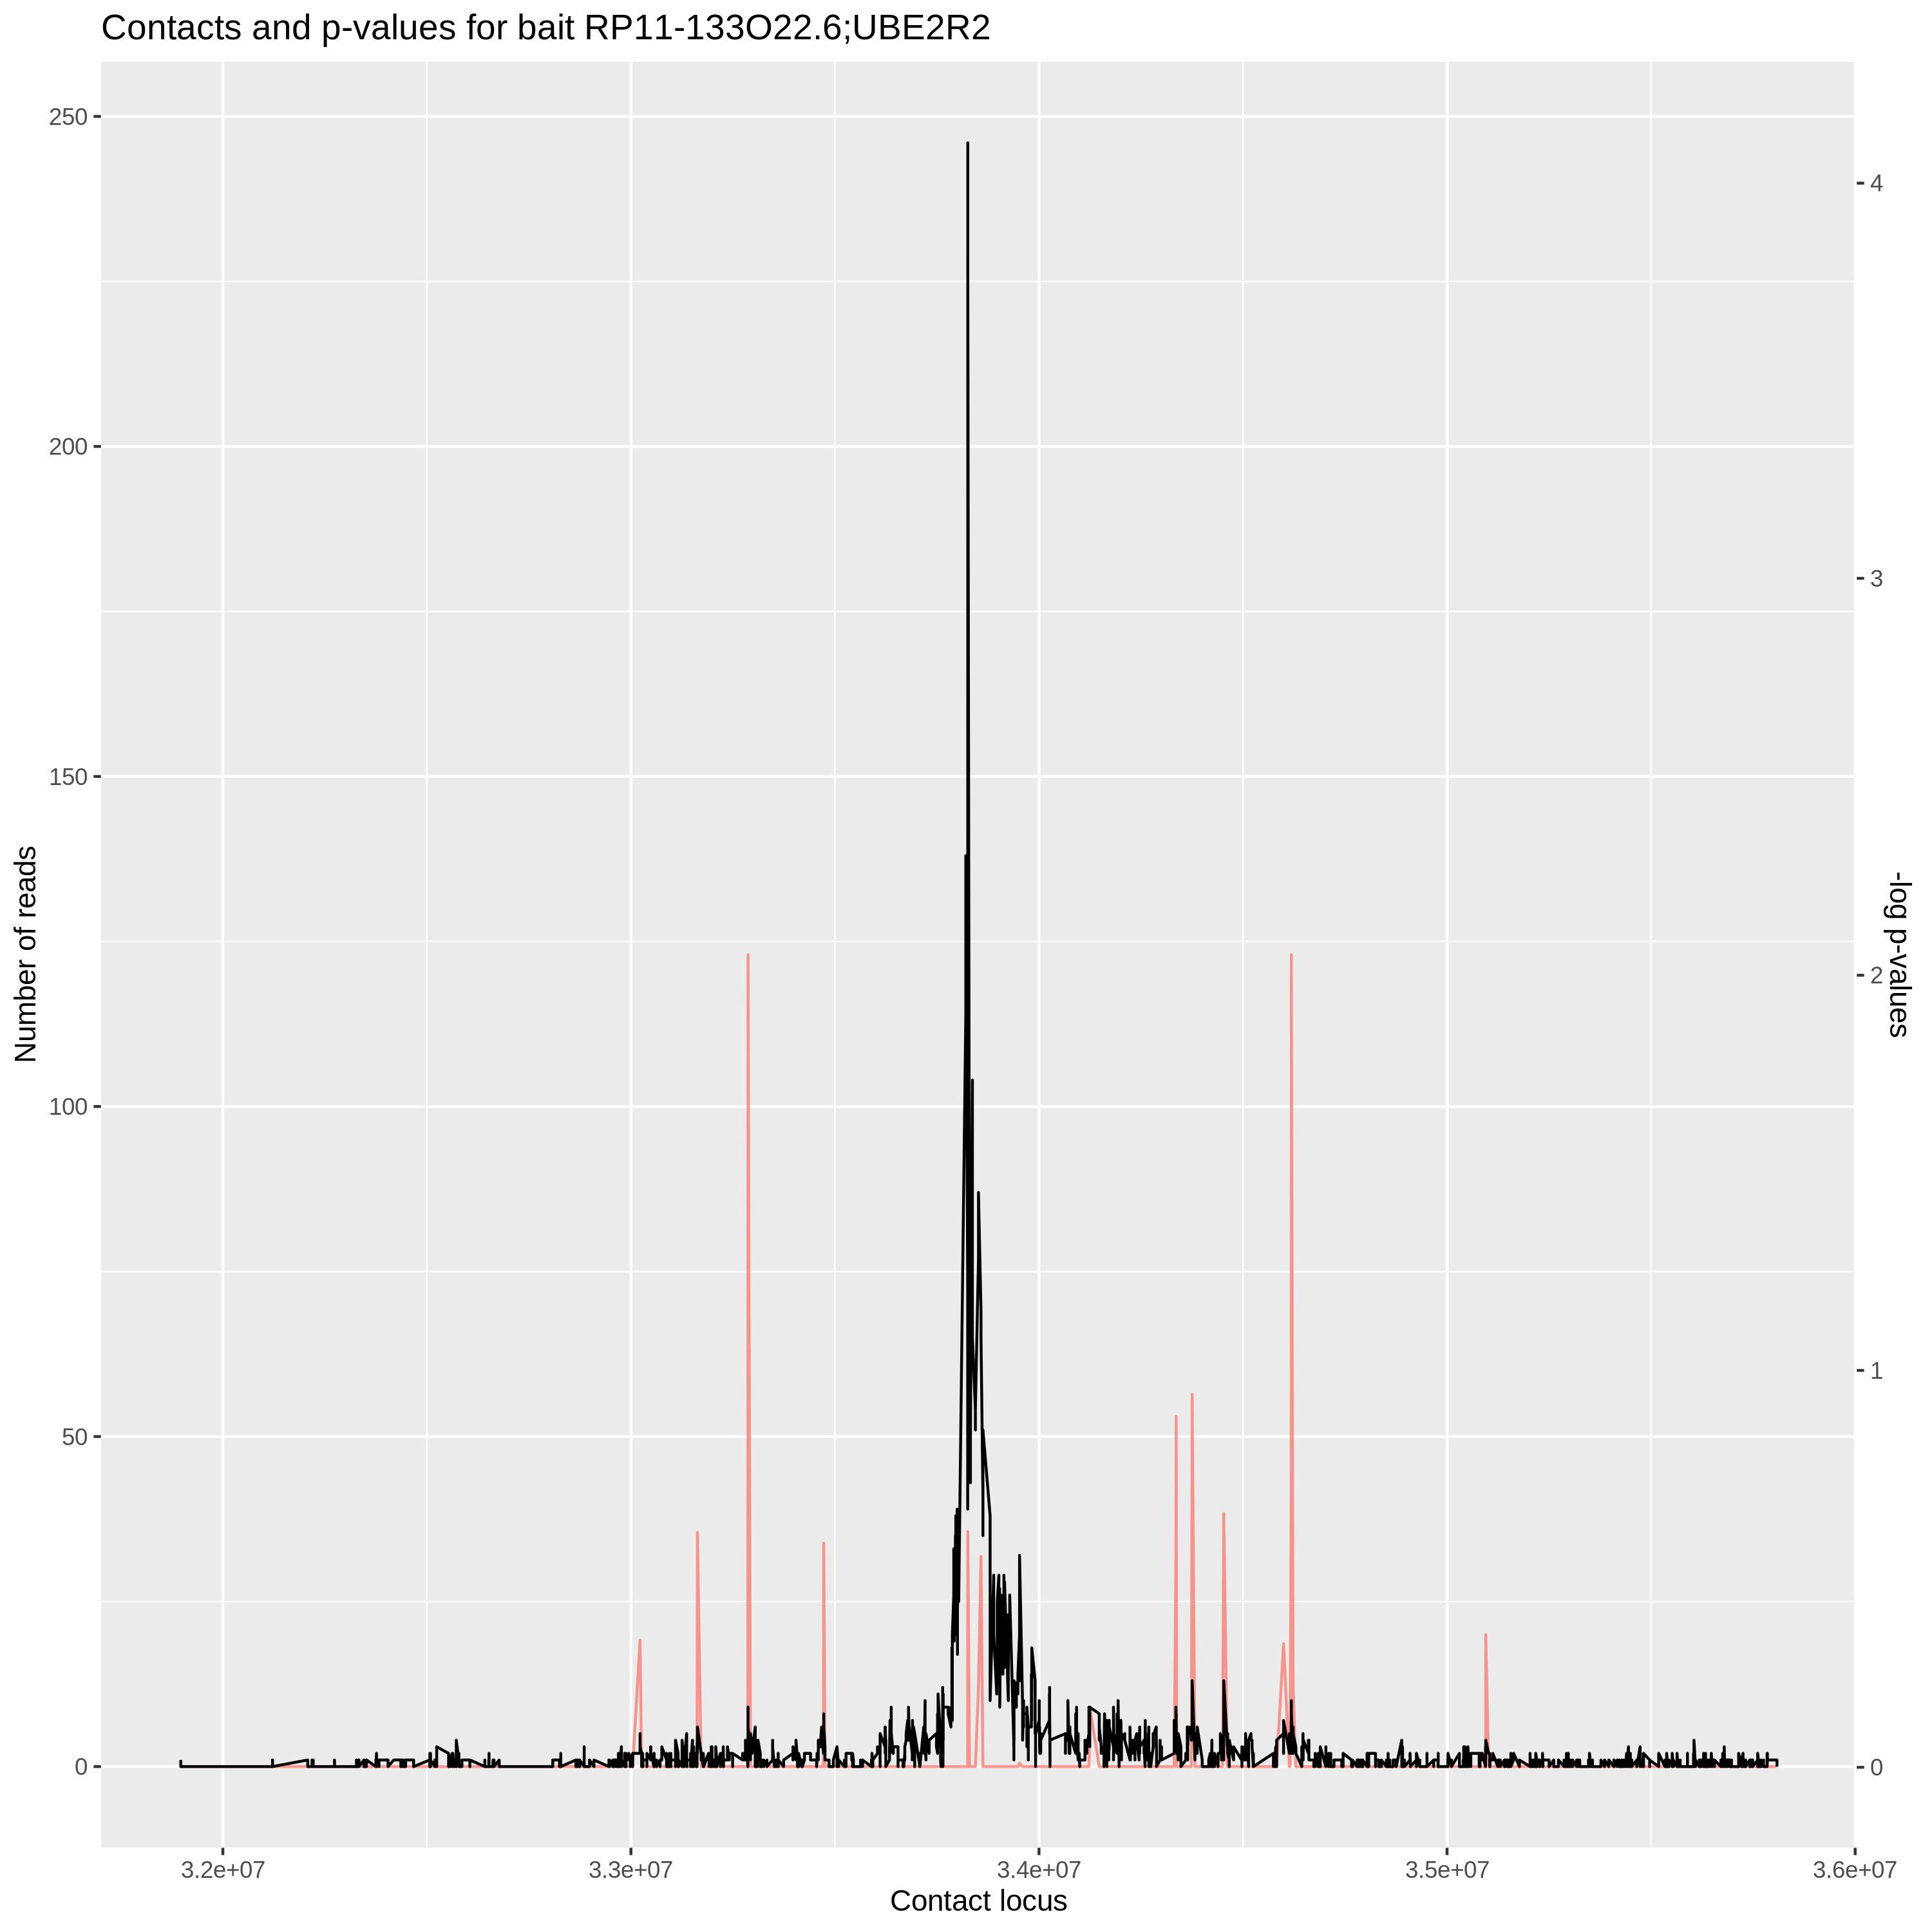 Contacts and p-values for bait RP11-133O22.6;UBE2R2
250
200
150
100
50
0
Number of reads
4
3
2
1
0
-log p-values
3.2e+07
3.3e+07
3.4e+07
3.5e+07
3.6e+07
Contact locus